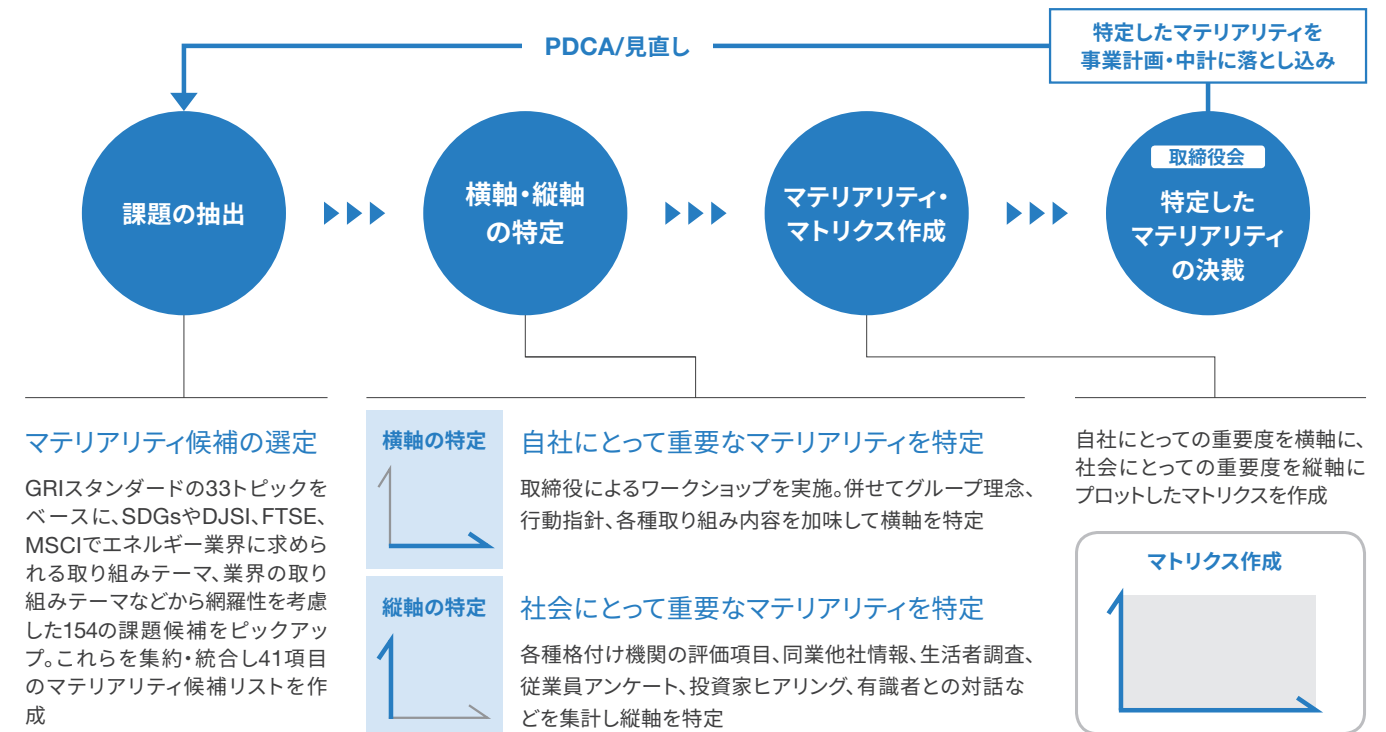 PDCA/見直し
特定したマテリアリティを
事業計画・中計に落とし込み
課題の抽出
横軸・縦軸
の特定
マテリアリティ・
マトリクス作成
取締役会
特定した
マテリアリティ
の決裁
マテリアリティ候補の選定
GRIスタンダードの33トピックを
ベースに、SDGsやDJSI、FTSE、
MSCIでエネルギー業界に求めら
れる取り組みテーマ、業界の取り
組みテーマなどから網羅性を考慮
した154の課題候補をピックアッ
プ。これらを集約・統合し41項目
のマテリアリティ候補リストを作
成
横軸の特定
自社にとって重要なマテリアリティを特定
取締役によるワークショップを実施。併せてグループ理念、
行動指針、各種取り組み内容を加味して横軸を特定
縦軸の特定
社会にとって重要なマテリアリティを特定
各種格付け機関の評価項目、同業他社情報、生活者調査、
従業員アンケート、投資家ヒアリング、有識者との対話な
どを集計し縦軸を特定
自社にとっての重要度を横軸に、
社会にとっての重要度を縦軸に
プロットしたマトリクスを作成
マトリクス作成